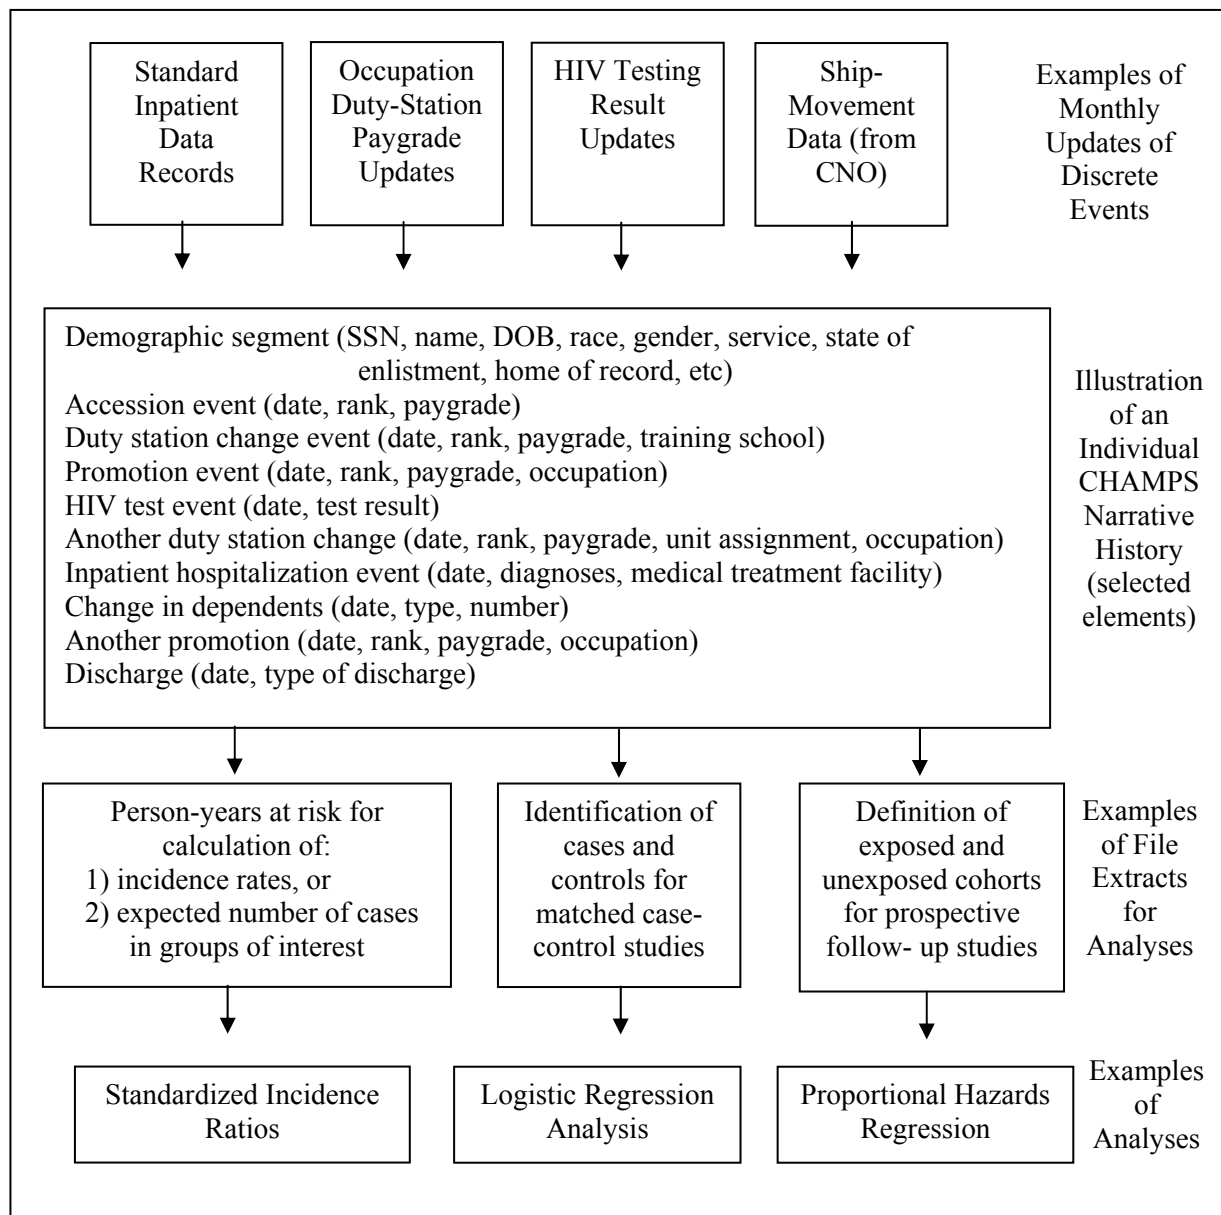 Standard
Inpatient
Data
Records
Occupation
Duty-Station
Paygrade
Updates
HIV Testing
Result
Updates
Ship-
Movement
Data (from
CNO)
Examples of
Monthly
Updates of
Discrete
Events
Demographic segment (SSN, name, DOB, race, gender, service, state of
enlistment, home of record, etc)
Accession event (date, rank, paygrade)
Duty station change event (date, rank, paygrade, training school)
Promotion event (date, rank, paygrade, occupation)
HIV test event (date, test result)
Another duty station change (date, rank, paygrade, unit assignment, occupation)
Inpatient hospitalization event (date, diagnoses, medical treatment facility)
Change in dependents (date, type, number)
Another promotion (date, rank, paygrade, occupation)
Discharge (date, type of discharge)
Illustration
of an
Individual
CHAMPS
Narrative
History
(selected
elements)
Person-years at risk for
calculation of:
1) incidence rates, or
2) expected number of cases
in groups of interest
Identification of
cases and
controls for
matched case-
control studies
Definition of
exposed and
unexposed cohorts
for prospective
follow- up studies
Examples
of File
Extracts
for
Analyses
Standardized Incidence
Ratios
Logistic Regression
Analysis
Proportional Hazards
Regression
Examples
of
Analyses